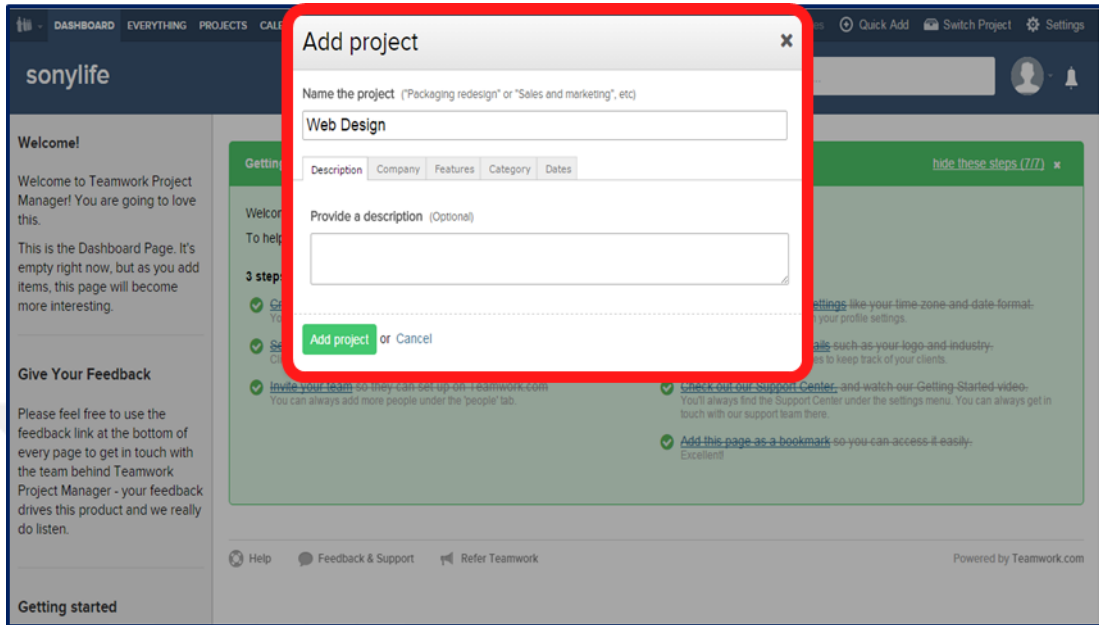 DASHBOARD EVERYTHING PROJECTS
Quick Add Switch Project Settings
sonylife
Add project ×
Name the project ("Packaging redesign" or "Sales and marketing", etc)
Web Design
Description Company Features Category Dates
Provide a description (Optional)
Add project or Cancel
Welcome!
Welcome to Teamwork Project
Manager! You are going to love
this.
This is the Dashboard Page. It's
empty right now, but as you add
items, this page will become
more interesting.
Give Your Feedback
Please feel free to use the
feedback link at the bottom of
every page to get in touch with
the team behind Teamwork
Project Manager - your feedback
drives this product and we really
do listen.
Getting started
hide these steps (7/7) ×
To help
like your time zone and date format.
your profile settings.
such as your logo and industry.
to keep track of your clients.
Invite your team so they can set up on Teamwork.com
You can always add more people under the 'people' tab.
Check out our Support Center, and watch our Getting Started video.
You'll always find the Support Center under the settings menu. You can always get in
touch with our support team there.
Add this page as a bookmark so you can access it easily.
Excellent!
Help Feedback & Support Refer Teamwork
Powered by Teamwork.com